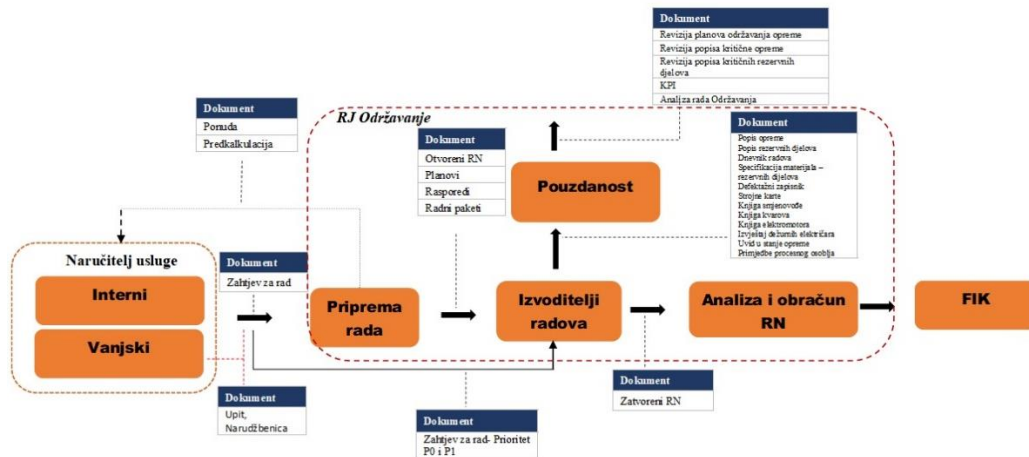 Dokument
Revizija planova održavanja opreme
Revizija popisa kritične opreme
Revizija popisa kritičnih rezervnih
djelova
KPI
Analiza rada Održavanja
Dokument
Ponuda
Predkalkulacija
RJ Održavanje
Dokument
Otvoreni RN
Planovi
Rasporedi
Radni paketi
Pouzdanost
Dokument
Popis opreme
Popis rezervnih djelova
Dnevnik radova
Specifikacija materijala –
rezervnih dijelova
Defektažni zapisnik
Strojne karte
Knjiga smjenovođe
Knjiga kvarova
Knjiga elektromotora
Izvještaj dežurnih električara
Uvid u stanje opreme
Primjedbe procesnog osoblja
Naručitelj usluge
Interni
Vanjski
Dokument
Zahtjev za rad
Priprema
rada
Izvoditelji
radova
Analiza i obračun
RN
FIK
Dokument
Upit,
Narudžbenica
Dokument
Zahtjev za rad- Prioritet
P0 i P1
Dokument
Zatvoreni RN